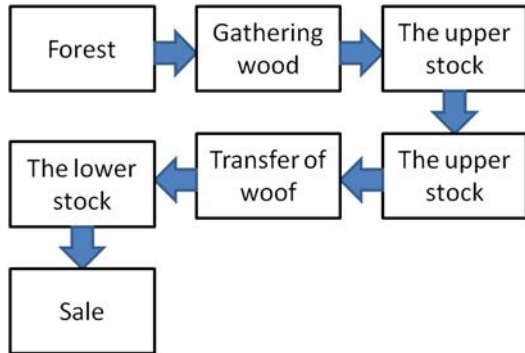 Forest
Gathering
wood
The upper
stock
The upper
stock
Transfer of
woof
The lower
stock
Sale